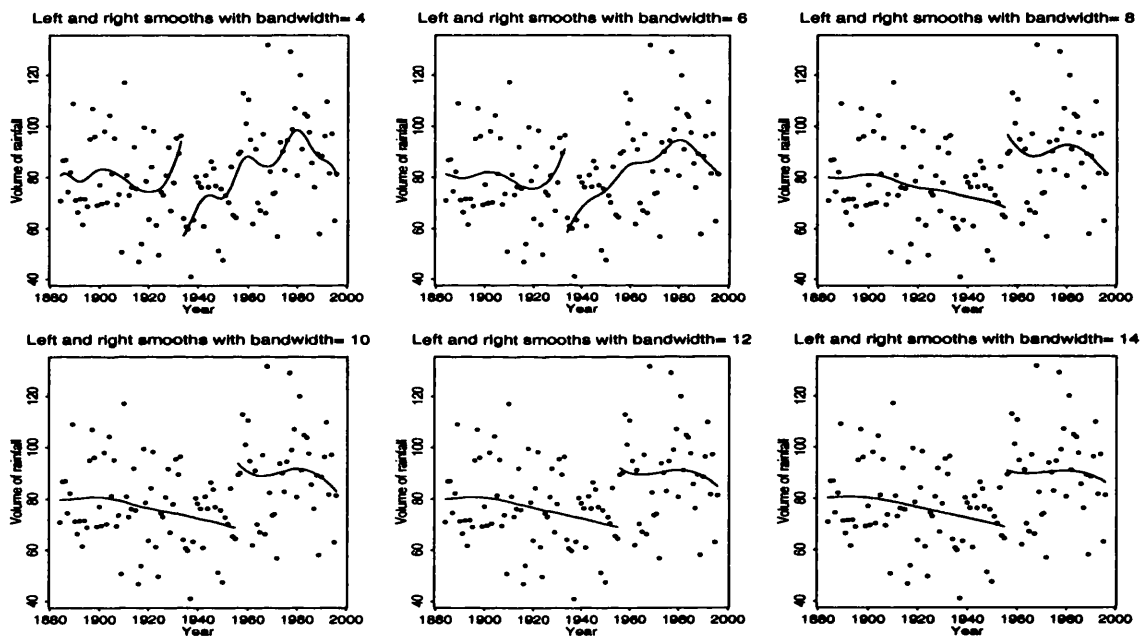 Left and right smooths with bandwidth= 4
Volume of rainfall
40 60 80 100 120
1880 1900 1920 1940 1960 1980 2000
Year
Left and right smooths with bandwidth= 6
Volume of rainfall
40 60 80 100 120
1880 1900 1920 1940 1960 1980 2000
Year
Left and right smooths with bandwidth= 8
Volume of rainfall
40 60 80 100 120
1880 1900 1920 1940 1960 1980 2000
Year
Left and right smooths with bandwidth= 10
Volume of rainfall
40 60 80 100 120
1880 1900 1920 1940 1960 1980 2000
Year
Left and right smooths with bandwidth= 12
Volume of rainfall
40 60 80 100 120
1880 1900 1920 1940 1960 1980 2000
Year
Left and right smooths with bandwidth= 14
Volume of rainfall
40 60 80 100 120
1880 1900 1920 1940 1960 1980 2000
Year